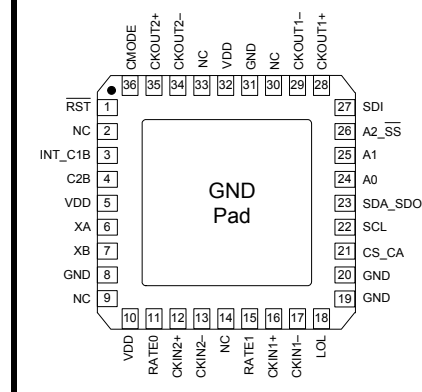 CMODE
CKOUT2+
CKOUT2–
NC
VDD
GND
NC
CKOUT1–
CKOUT1+
36 35 34 33 32 31 30 29 28
RST 1
NC 2
INT_C1B 3
C2B 4
VDD 5
XA 6
XB 7
GND 8
NC 9
GND
Pad
27 SDI
26 A2_SS
25 A1
24 A0
23 SDA_SDO
22 SCL
21 CS_CA
20 GND
19 GND
10 11 12 13 14 15 16 17 18
VDD
RATE0
CKIN2+
CKIN2–
NC
RATE1
CKIN1+
CKIN1–
LOL